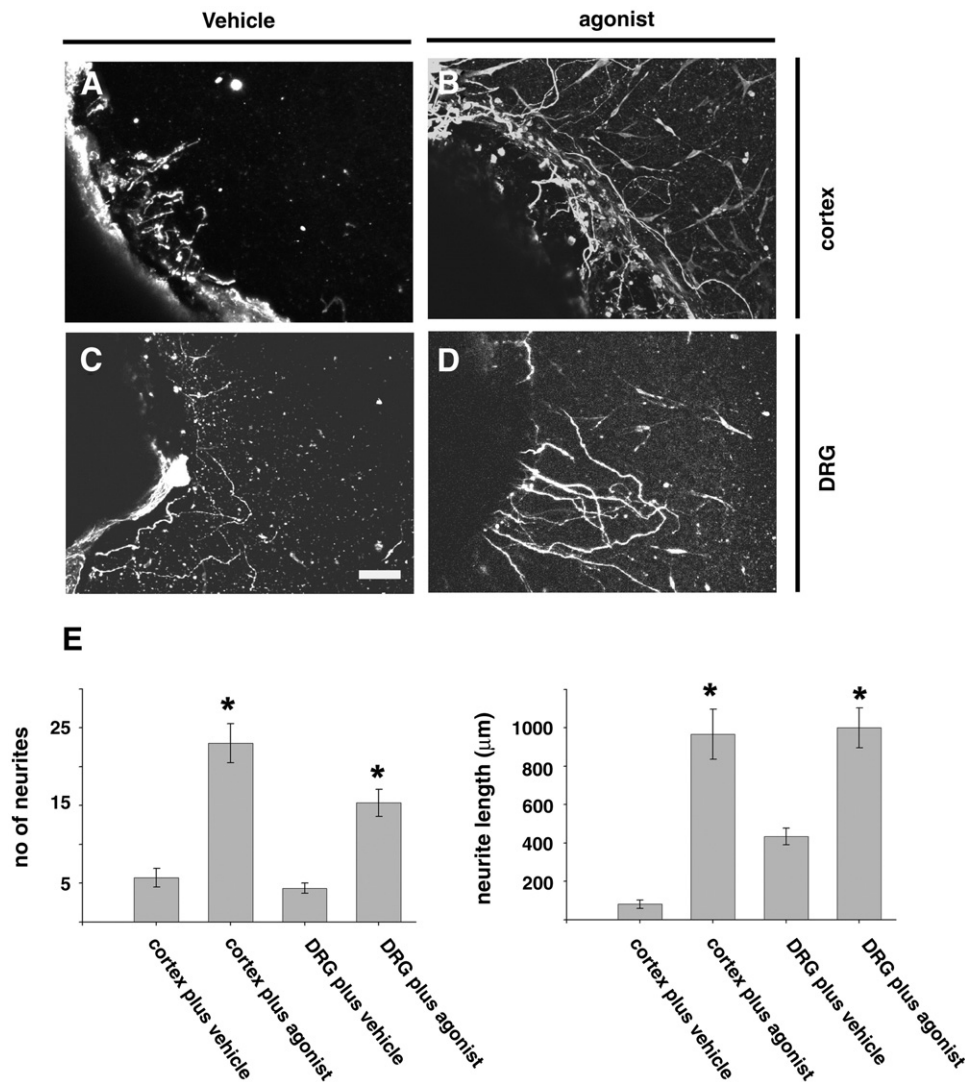 Vehicle
agonist
A
B
cortex
C
D
DRG
E
no of neurites
25
15
5
*
*
cortex plus vehicle
cortex plus agonist
DRG plus vehicle
DRG plus agonist
neurite length (μm)
1000
800
600
400
200
*
*
cortex plus vehicle
cortex plus agonist
DRG plus vehicle
DRG plus agonist